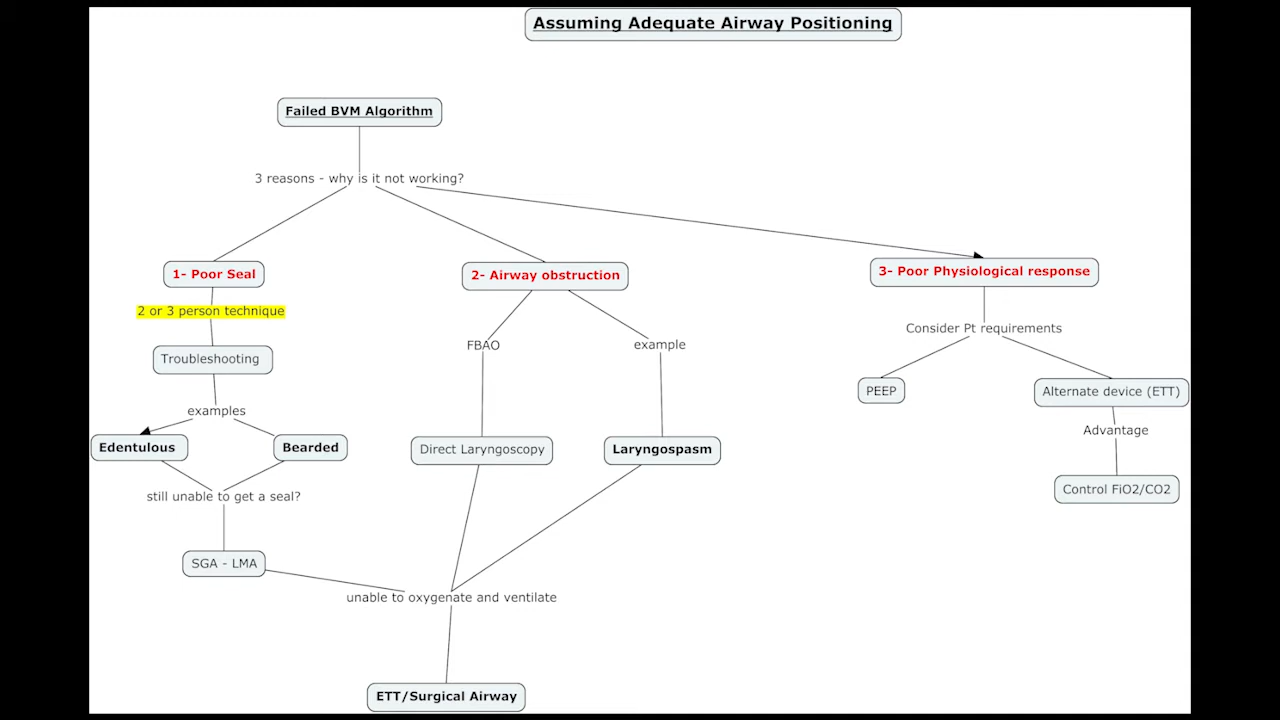 Assuming Adequate Airway Positioning
Failed BVM Algorithm
3 reasons - why is it not working?
1- Poor Seal
2- Airway obstruction
3- Poor Physiological response
2 or 3 person technique
Consider Pt requirements
FBAO
example
Troubleshooting
PEEP
Alternate device (ETT)
examples
Advantage
Edentulous
Bearded
Direct Laryngoscopy
Laryngospasm
Control FiO2/CO2
still unable to get a seal?
SGA - LMA
unable to oxygenate and ventilate
ETT/Surgical Airway